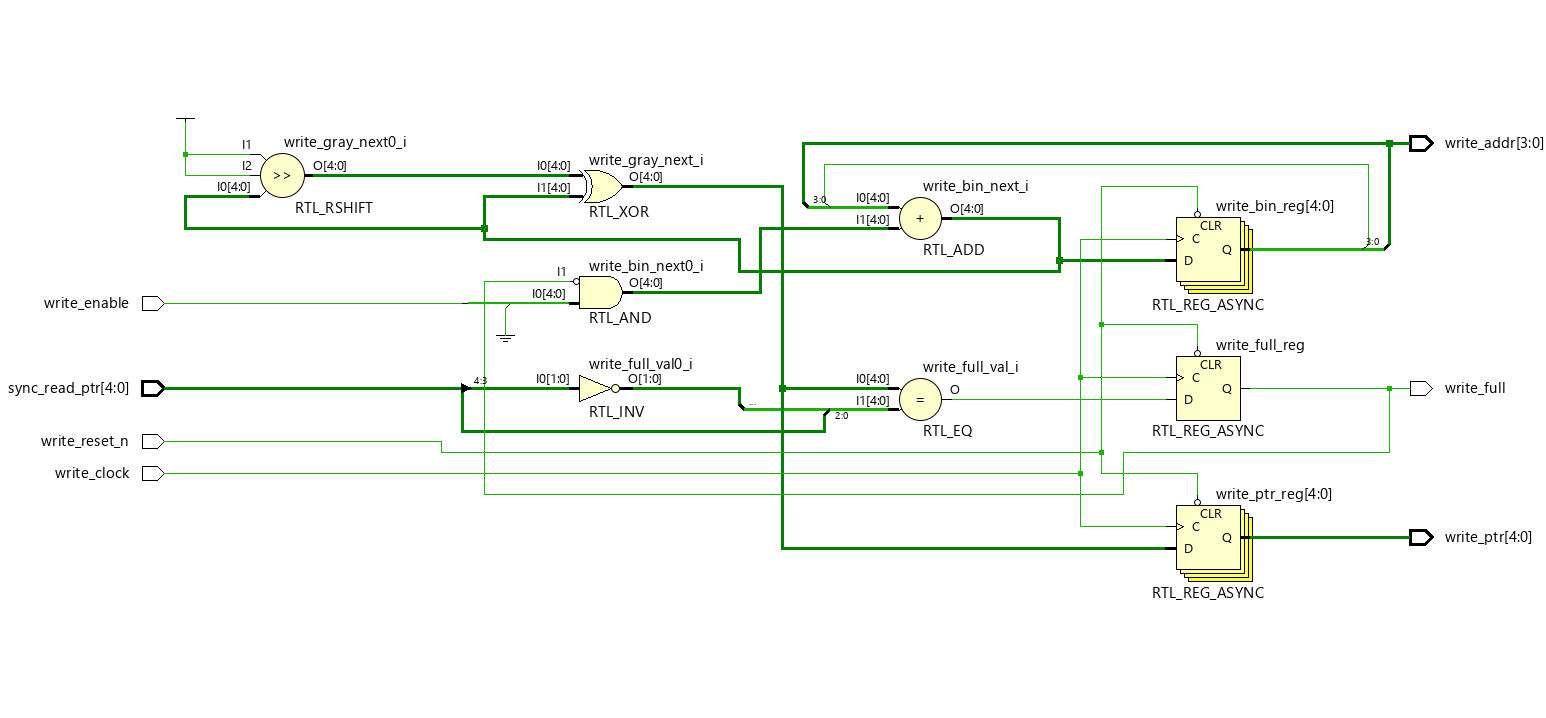 write_gray_next0_i
I1
I2
I0[4:0]
>>
O[4:0]
RTL_RSHIFT
write_gray_next_i
I0[4:0]
I1[4:0]
O[4:0]
RTL_XOR
write_bin_next0_i
I1
I0[4:0]
O[4:0]
RTL_AND
write_full_val0_i
4:3
I0[1:0]
O[1:0]
RTL_INV
write_enable
sync_read_ptr[4:0]
write_reset_n
write_clock
write_bin_next_i
3:0
I0[4:0]
I1[4:0]
+
O[4:0]
RTL_ADD
write_full_val_i
I0[4:0]
I1[4:0]
...
2:0
=
O
RTL_EQ
write_bin_reg[4:0]
CLR
C
D
Q
3:0
RTL_REG_ASYNC
write_full_reg
CLR
C
D
Q
RTL_REG_ASYNC
write_ptr_reg[4:0]
CLR
C
D
Q
RTL_REG_ASYNC
write_addr[3:0]
write_full
write_ptr[4:0]